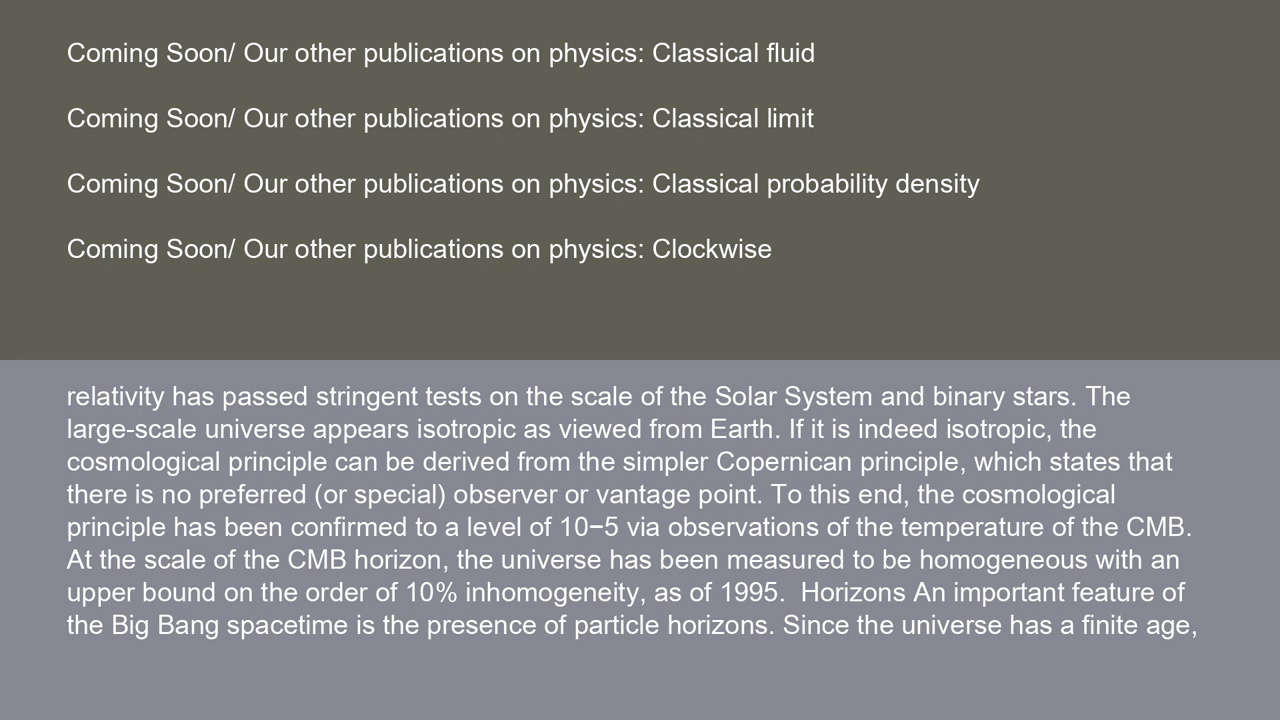 Coming Soon/ Our other publications on physics: Classical fluid
Coming Soon/ Our other publications on physics: Classical limit
Coming Soon/ Our other publications on physics: Classical probability density
Coming Soon/ Our other publications on physics: Clockwise
relativity has passed stringent tests on the scale of the Solar System and binary stars. The
large-scale universe appears isotropic as viewed from Earth. If it is indeed isotropic, the
cosmological principle can be derived from the simpler Copernican principle, which states that
there is no preferred (or special) observer or vantage point. To this end, the cosmological
principle has been confirmed to a level of 10−5 via observations of the temperature of the CMB.
At the scale of the CMB horizon, the universe has been measured to be homogeneous with an
upper bound on the order of 10% inhomogeneity, as of 1995.  Horizons An important feature of
the Big Bang spacetime is the presence of particle horizons. Since the universe has a finite age,